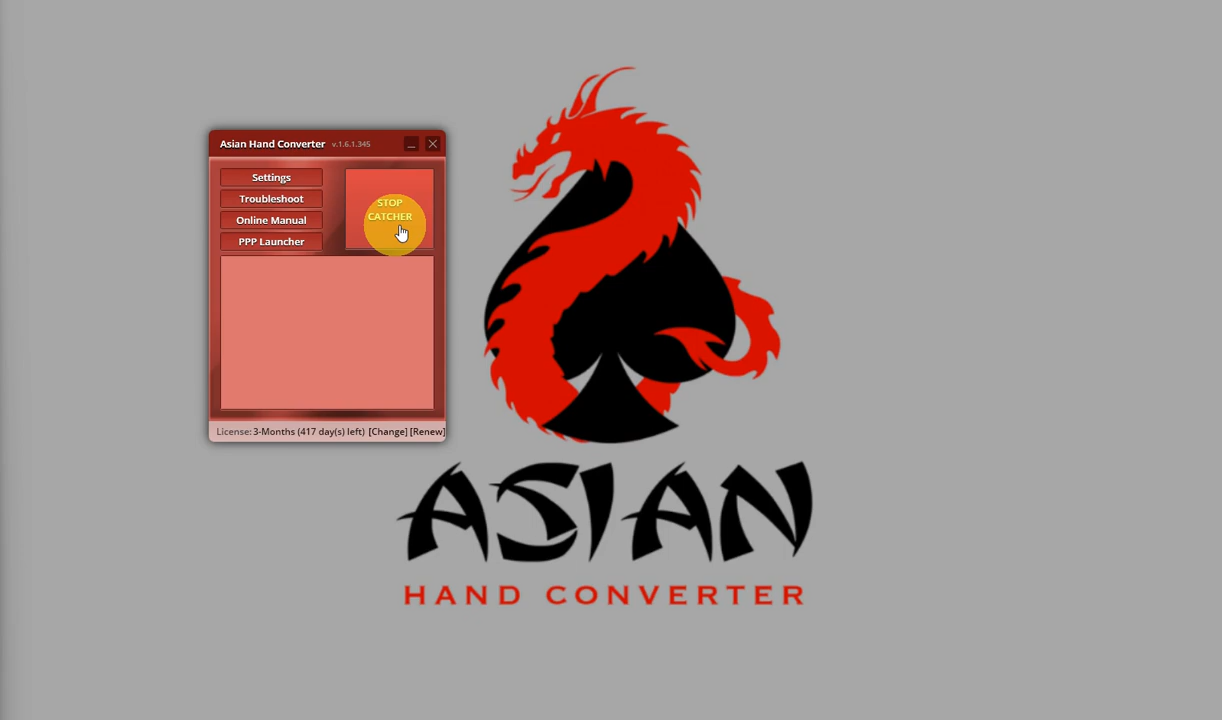 Asian Hand Converter v.1.6.1.345
Settings
Troubleshoot
Online Manual
PPP Launcher
STOP
CATCHER
License: 3-Months (417 day(s) left) [Change] [Renew]
ASIAN
HAND CONVERTER